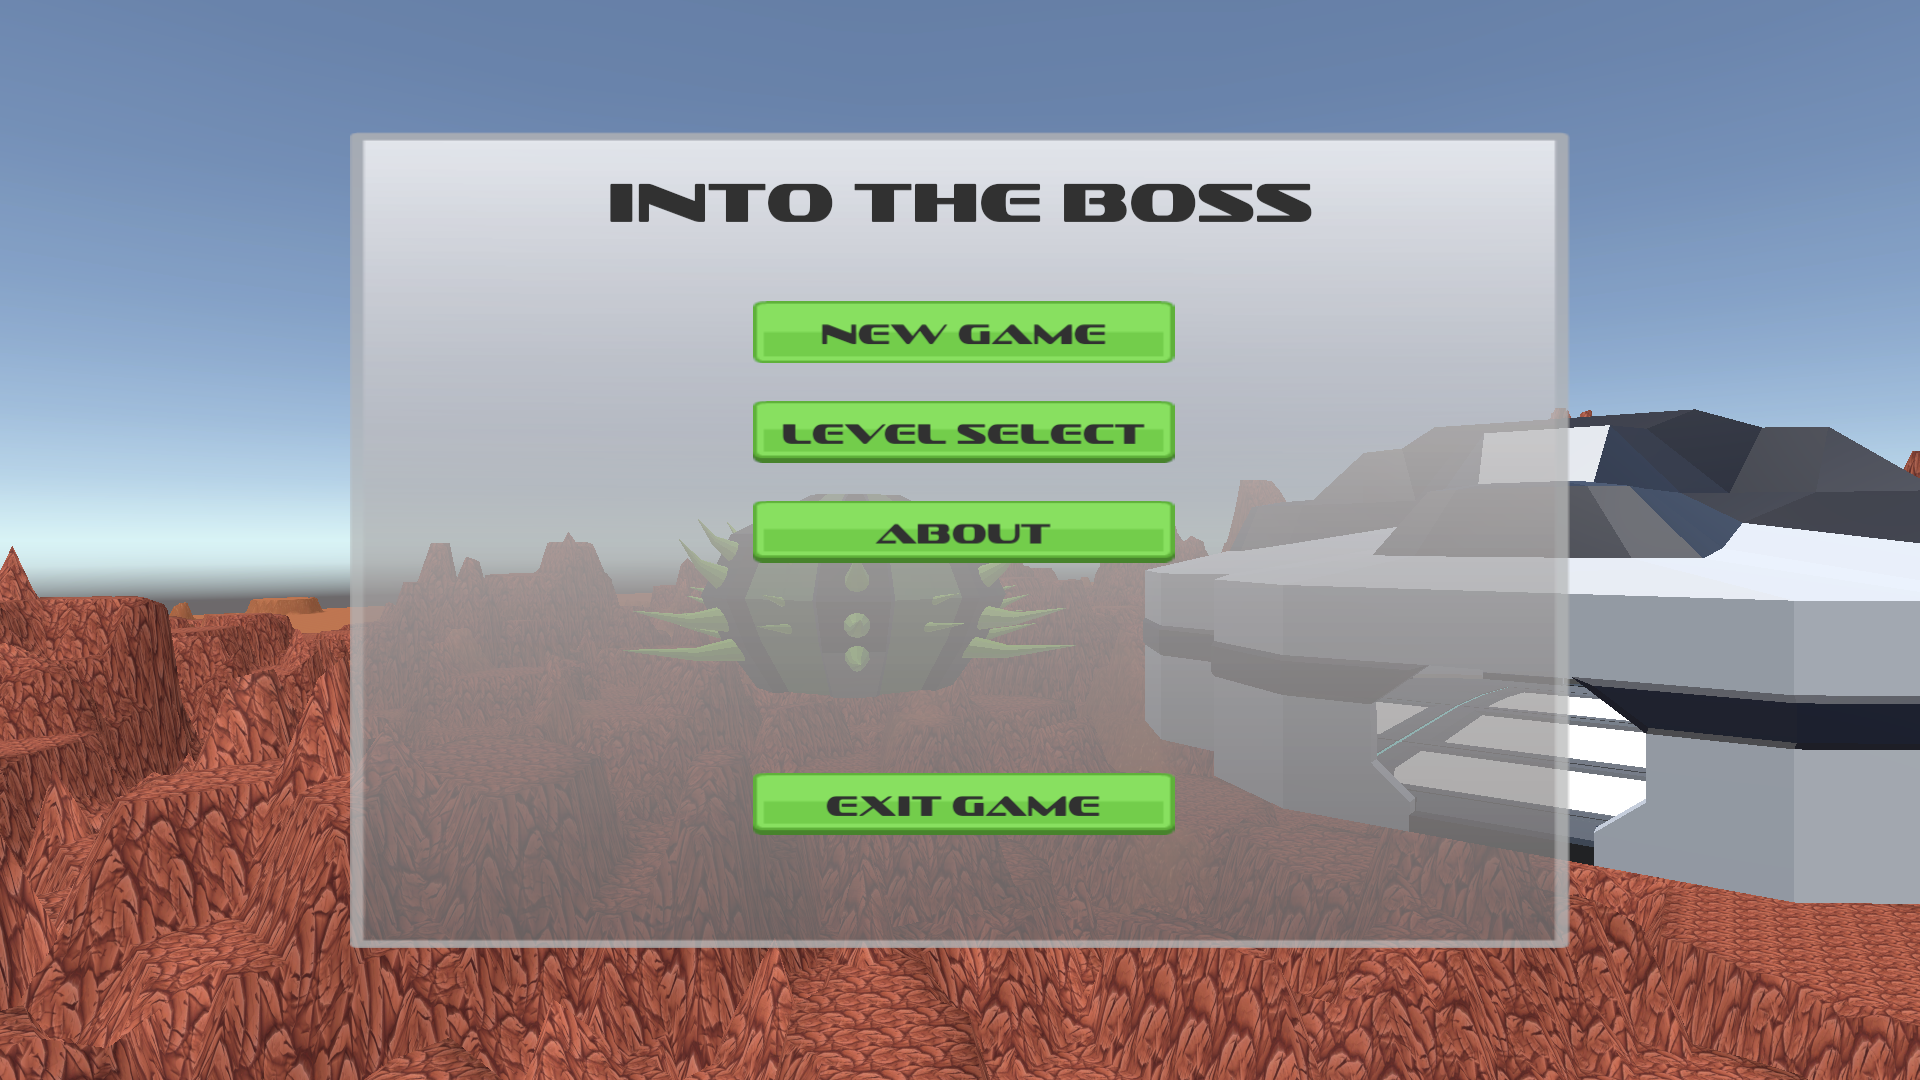 INTO THE BOSS
NEW GAME
LEVEL SELECT
ABOUT
EXIT GAME